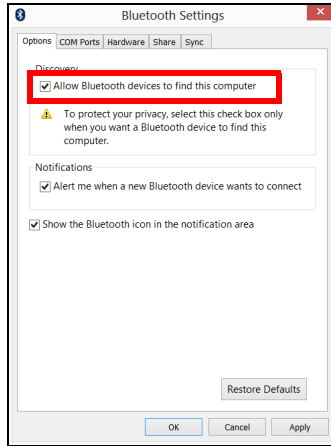 Bluetooth Settings
Options COM Ports Hardware Share Sync
Discovery
Allow Bluetooth devices to find this computer
To protect your privacy, select this check box only
when you want a Bluetooth device to find this
computer.
Notifications
Alert me when a new Bluetooth device wants to connect
Show the Bluetooth icon in the notification area
Restore Defaults
OK Cancel Apply